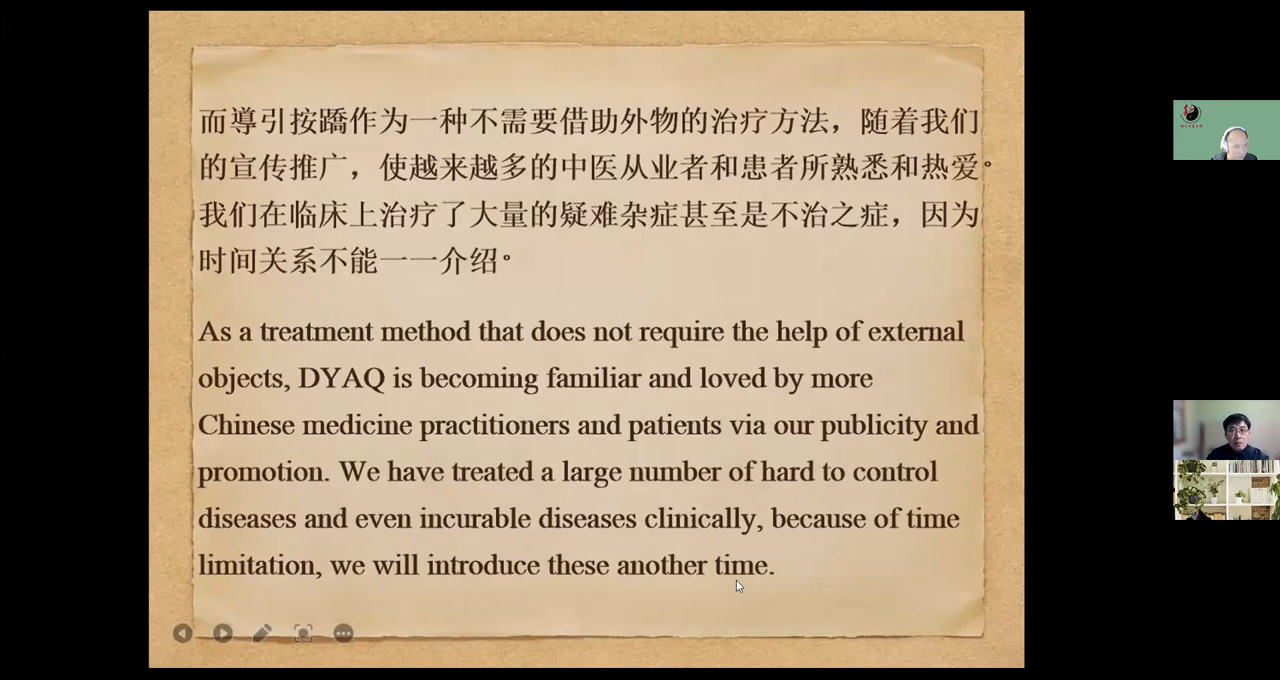 而導引按蹻作为一种不需要借助外物的治疗方法，随着我们
的宣传推广，使越来越多的中医从业者和患者所熟悉和热爱。
我们在临床上治疗了大量的疑难杂症甚至是不治之症，因为
时间关系不能一一介绍。
As a treatment method that does not require the help of external
objects, DYAQ is becoming familiar and loved by more
Chinese medicine practitioners and patients via our publicity and
promotion. We have treated a large number of hard to control
diseases and even incurable diseases clinically, because of time
limitation, we will introduce these another time.